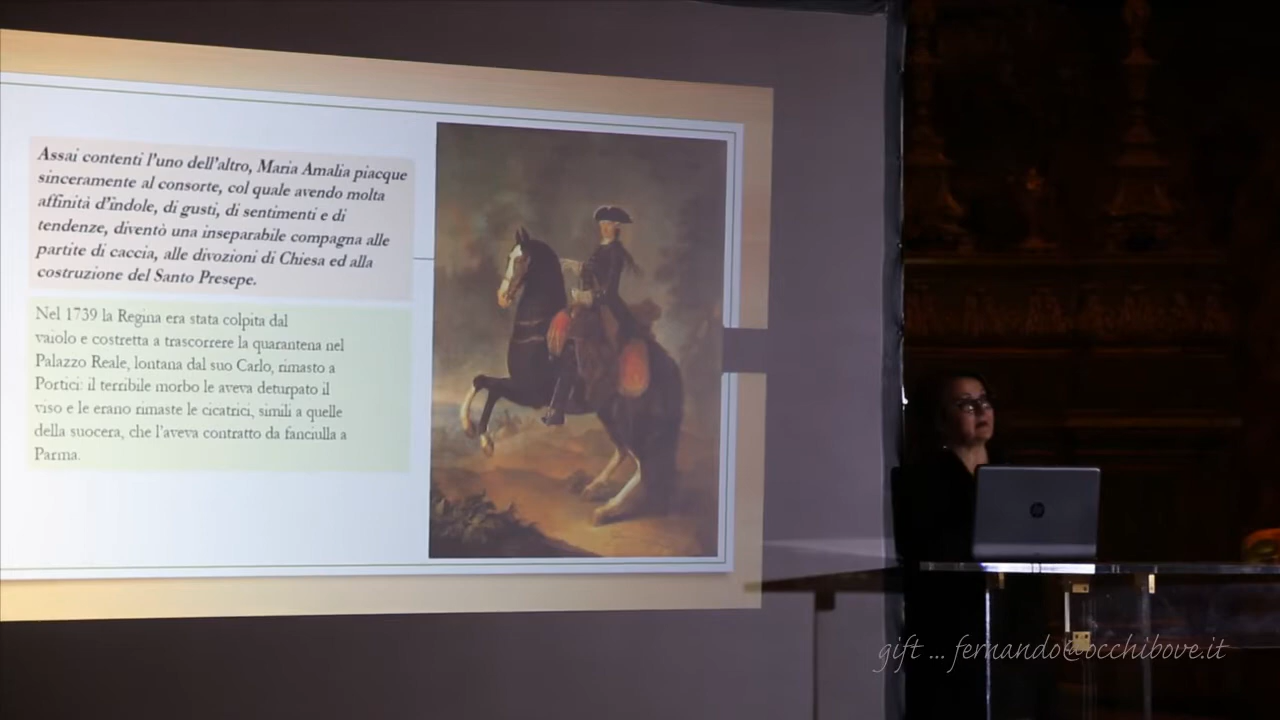 Assai contenti l'uno dell'altro, Maria Amalia piacque
sinceramente al consorte, col quale avendo molta
affinità d'indole, di gusti, di sentimenti e di
tendenze, diventò una inseparabile compagna alle
partite di caccia, alle divozioni di Chiesa ed alla
costruzione del Santo Presepe.
Nel 1739 la Regina era stata colpita dal
vaiolo e costretta a trascorrere la quarantena nel
Palazzo Reale, lontana dal suo Carlo, rimasto a
Portici: il terribile morbo le aveva deturpato il
viso e le erano rimaste le cicatrici, simili a quelle
della suocera, che l'aveva contratto da fanciulla a
Parma.
hp
gift ... fernando@occhibove.it